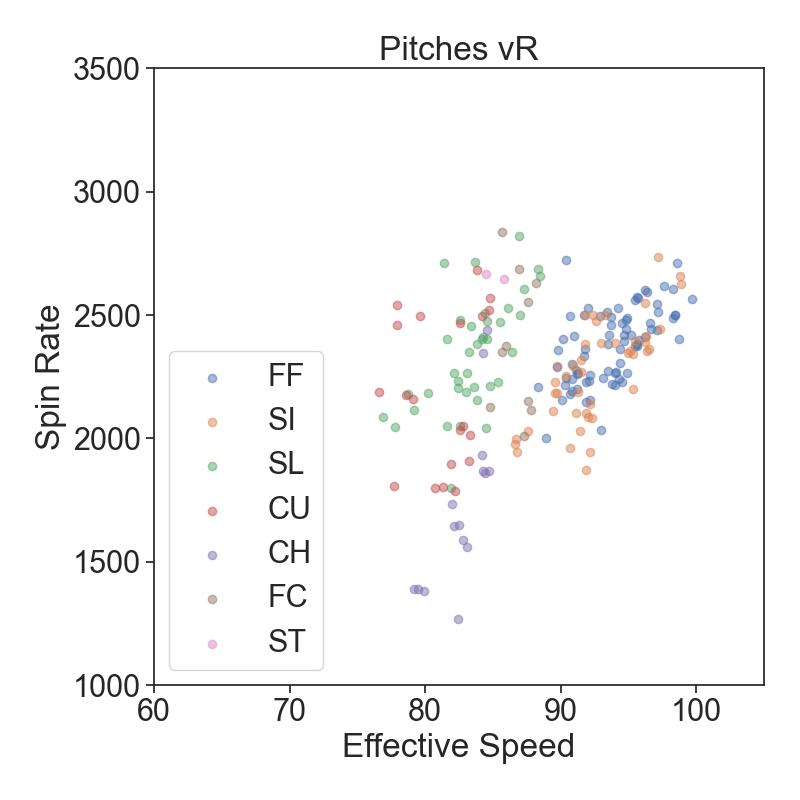 Pitches vR
3500
3000
2500
2000
1500
1000
Spin Rate
FF
SI
SL
CU
CH
FC
ST
60 70 80 90 100
Effective Speed